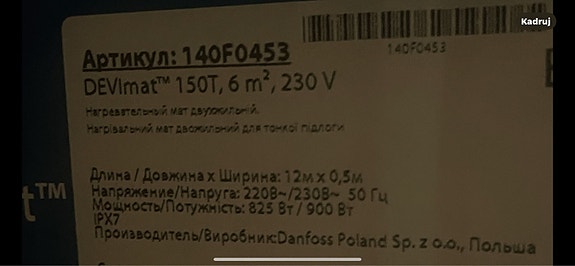 Kadruj
140F0453
Артикул: 140F0453
DEVImat™ 150T, 6 m², 230 V
Нагревательный мат двухжильный.
Нагрівальний мат двожильний для тонкої підлоги
Длина / Довжина x Ширина: 12м x 0,5м
t™
Напряжение/Напруга: 220В~/230В~ 50 Гц
Мощность/Потужність: 825 Вт / 900 Вт
IPX7
Производитель/Виробник:Danfoss Poland Sp. z o.o., Польша